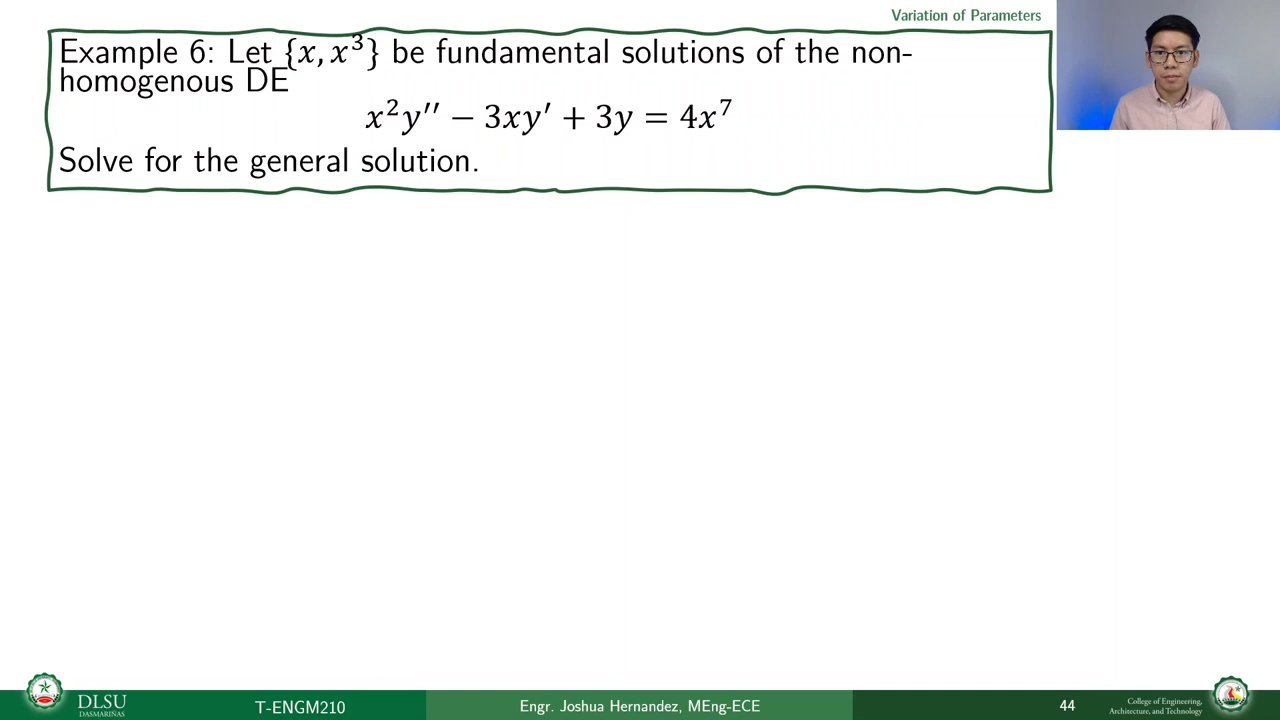 Variation of Parameters
Example 6: Let {x, x³} be fundamental solutions of the non-
homogenous DE
x²y′′ − 3xy′ + 3y = 4x⁷
Solve for the general solution.
DLSU
DASMARIÑAS
T-ENGM210
Engr. Joshua Hernandez, MEng-ECE
44
College of Engineering,
Architecture, and Technology